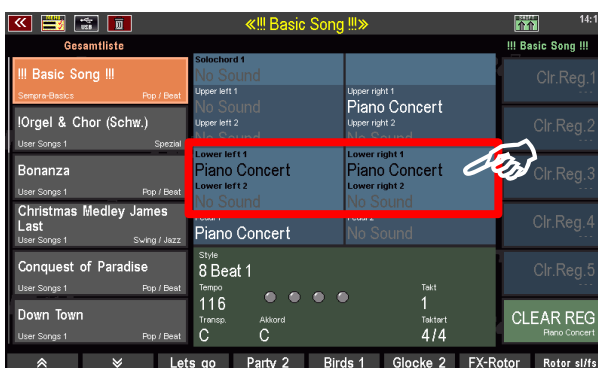 «!!! Basic Song !!!»
14:1
Gesamtliste
!!! Basic Song !!!
Sempra-Basics Pop / Beat
!Orgel & Chor (Schw.)
User Songs 1 Spezial
Bonanza
User Songs 1 Pop / Beat
Christmas Medley James
Last
User Songs 1 Swing / Jazz
Conquest of Paradise
User Songs 1 Pop / Beat
Down Town
User Songs 1 Pop / Beat
Solochord 1
No Sound
Upper left 1
No Sound
Upper right 1
Piano Concert
Upper left 2
No Sound
Upper right 2
No Sound
Lower left 1
Piano Concert
Lower right 1
Piano Concert
Lower left 2
No Sound
Lower right 2
No Sound
Piano Concert
No Sound
Style
8 Beat 1
Tempo
116
Takt
1
Transp.
C
Akkord
C
Taktart
4/4
!!! Basic Song !!!
Clr.Reg.1
---
Clr.Reg.2
---
Clr.Reg.3
---
Clr.Reg.4
---
Clr.Reg.5
---
CLEAR REG
Piano Concert
Lets go Party 2 Birds 1 Glocke 2 FX-Rotor Rotor sl/fs